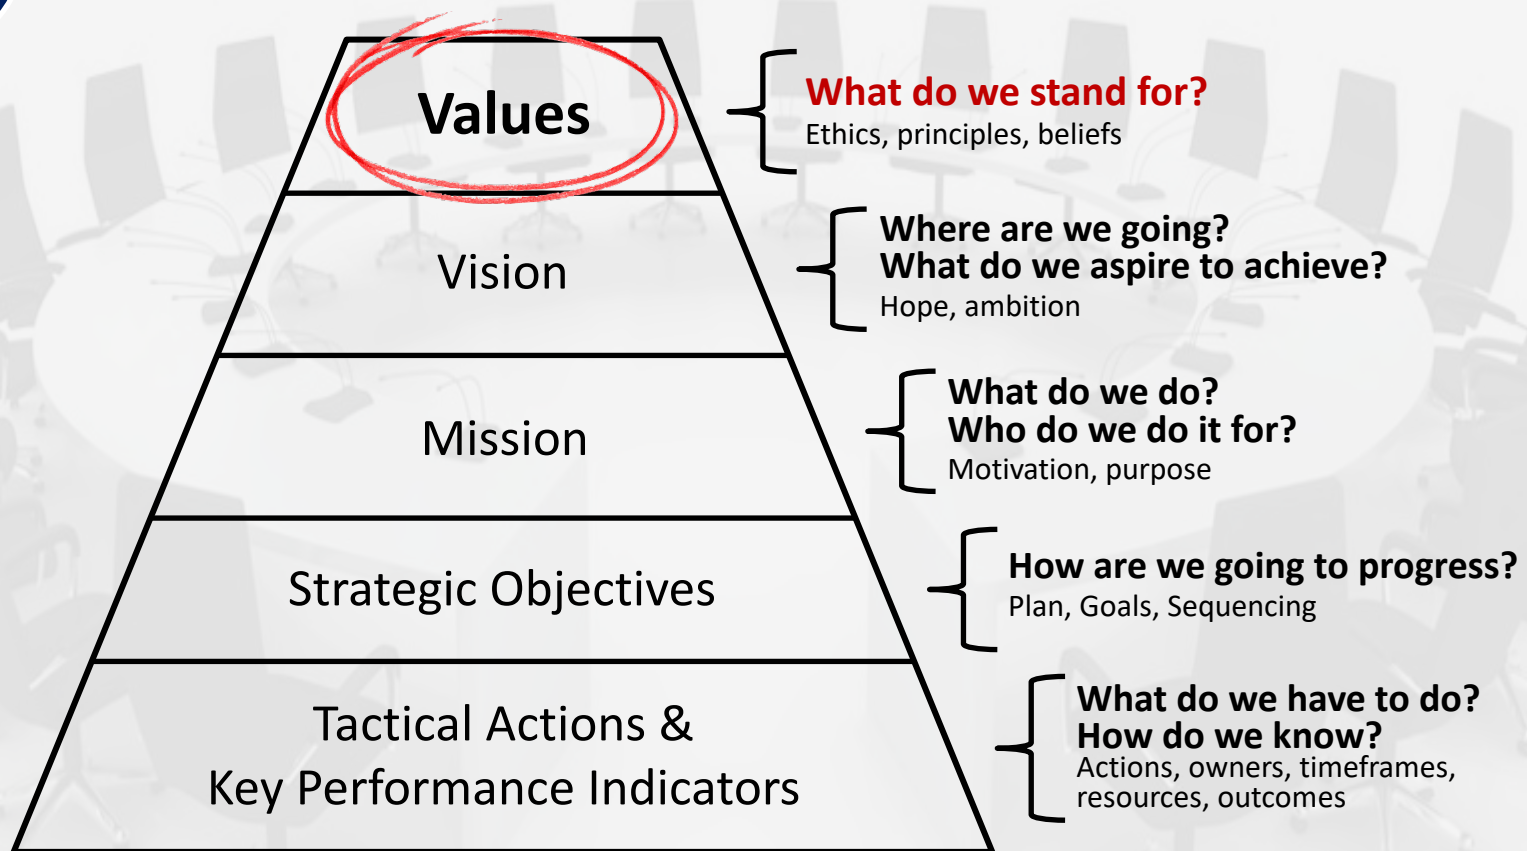 Values
What do we stand for?
Ethics, principles, beliefs
Vision
Where are we going?
What do we aspire to achieve?
Hope, ambition
Mission
What do we do?
Who do we do it for?
Motivation, purpose
Strategic Objectives
How are we going to progress?
Plan, Goals, Sequencing
Tactical Actions &
Key Performance Indicators
What do we have to do?
How do we know?
Actions, owners, timeframes,
resources, outcomes